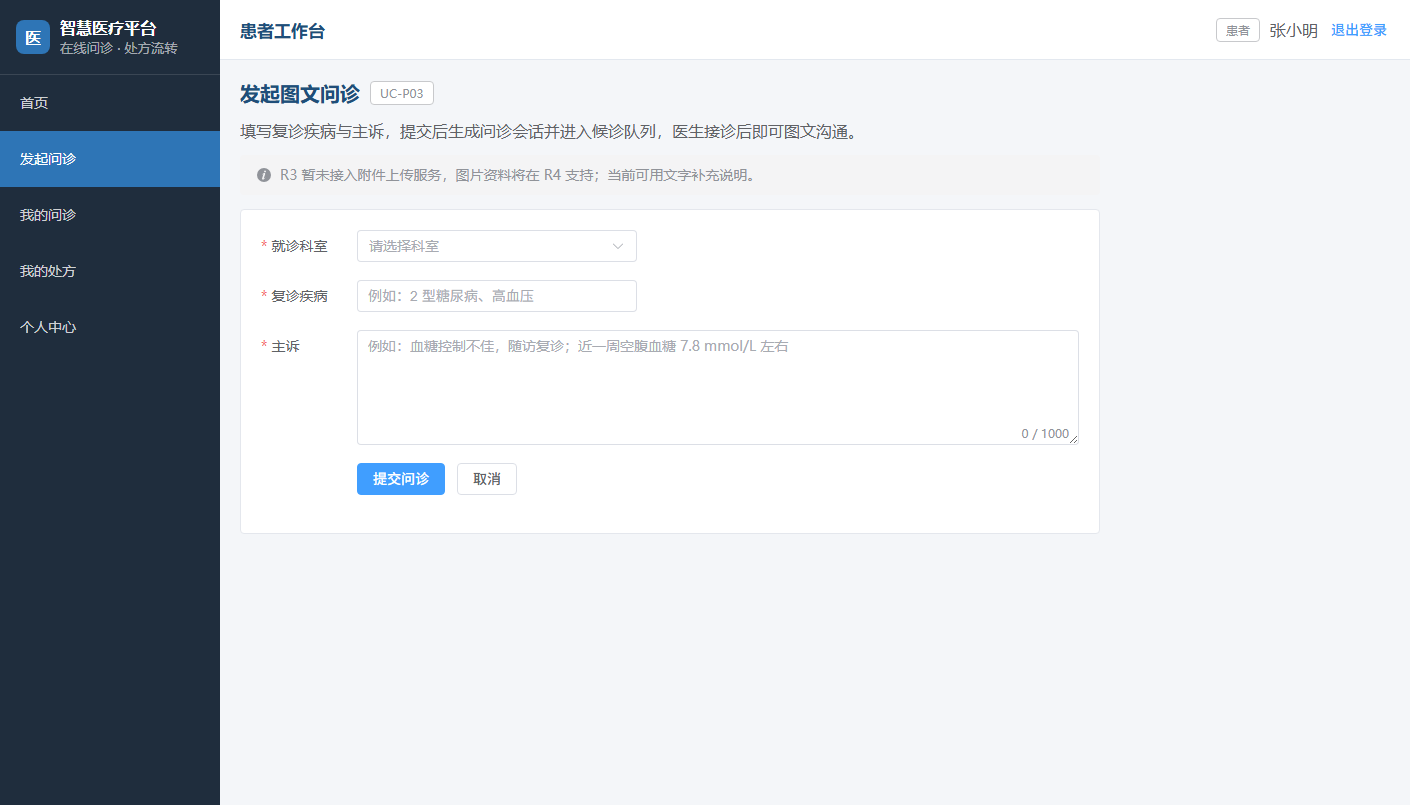 医
智慧医疗平台
在线问诊 · 处方流转
首页
发起问诊
我的问诊
我的处方
个人中心
患者工作台
患者 张小明 退出登录
发起图文问诊 UC-P03
填写复诊疾病与主诉，提交后生成问诊会话并进入候诊队列，医生接诊后即可图文沟通。
R3 暂未接入附件上传服务，图片资料将在 R4 支持；当前可用文字补充说明。
* 就诊科室 请选择科室
* 复诊疾病 例如：2 型糖尿病、高血压
* 主诉 例如：血糖控制不佳，随访复诊；近一周空腹血糖 7.8 mmol/L 左右
0 / 1000
提交问诊 取消